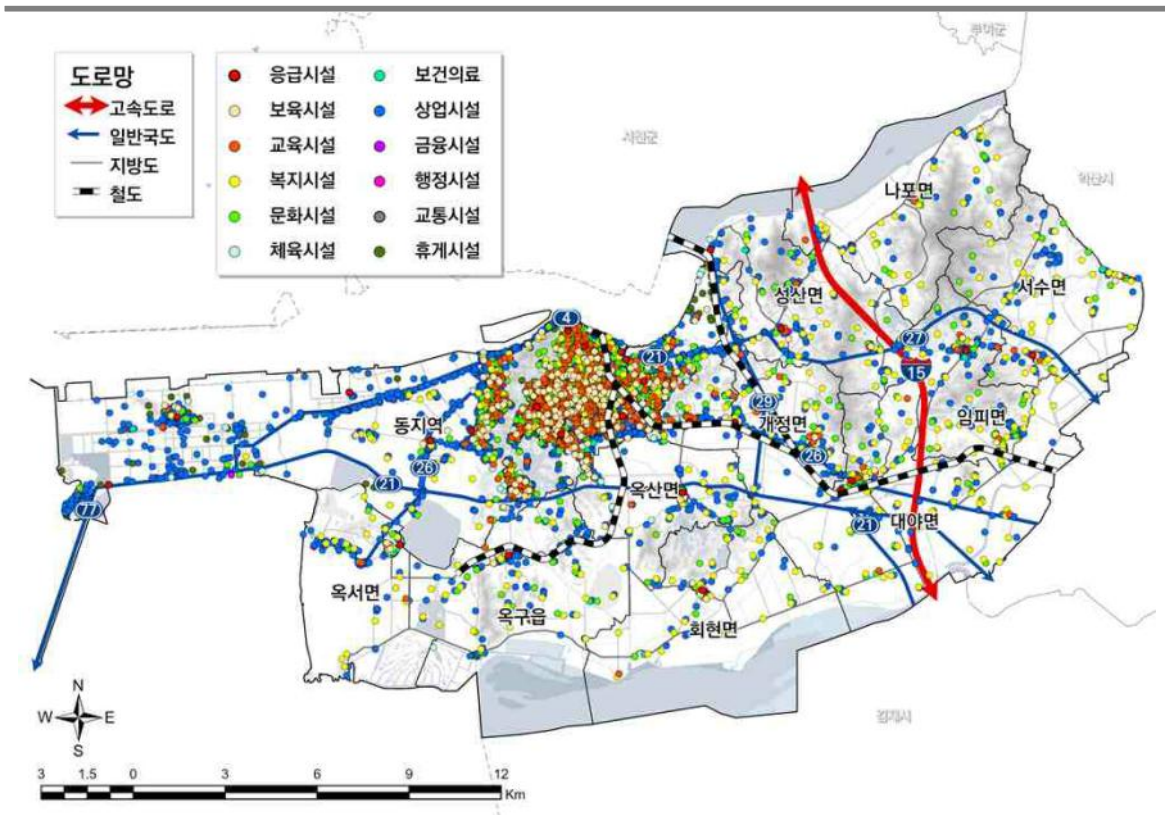 도로망
고속도로
일반국도
지방도
철도
응급시설
보육시설
교육시설
복지시설
문화시설
체육시설
보건의료
상업시설
금융시설
행정시설
교통시설
휴게시설
부여군
서천군
익산시
나포면
성산면
서수면
4
21
27
15
29
개정면
임피면
동지역
26
26
21
옥산면
77
대야면
21
옥서면
옥구읍
회현면
김제시
N
W E
S
3 1.5 0 3 6 9 12
Km